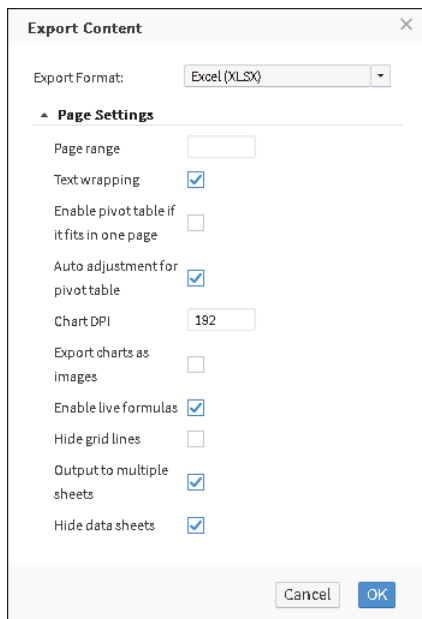 Export Content
Export Format: Excel (XLSX)
Page Settings
Page range
Text wrapping
Enable pivot table if
it fits in one page
Auto adjustment for
pivot table
Chart DPI 192
Export charts as
images
Enable live formulas
Hide grid lines
Output to multiple
sheets
Hide data sheets
Cancel OK